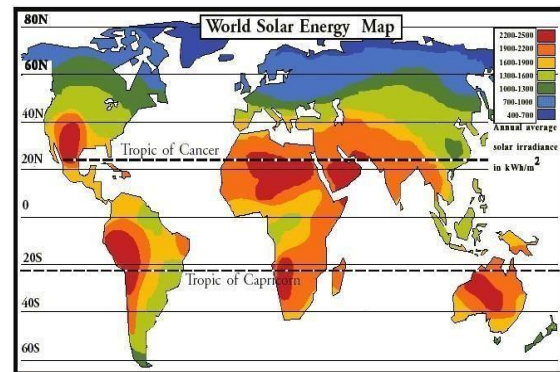 World Solar Energy Map
80N
60N
40N
20N
0
20S
40S
60S
Tropic of Cancer
Tropic of Capricorn
2200-2500
1900-2200
1600-1900
1300-1600
1000-1300
700-1000
400-700
Annual average
solar irradiance
in kWh/m2